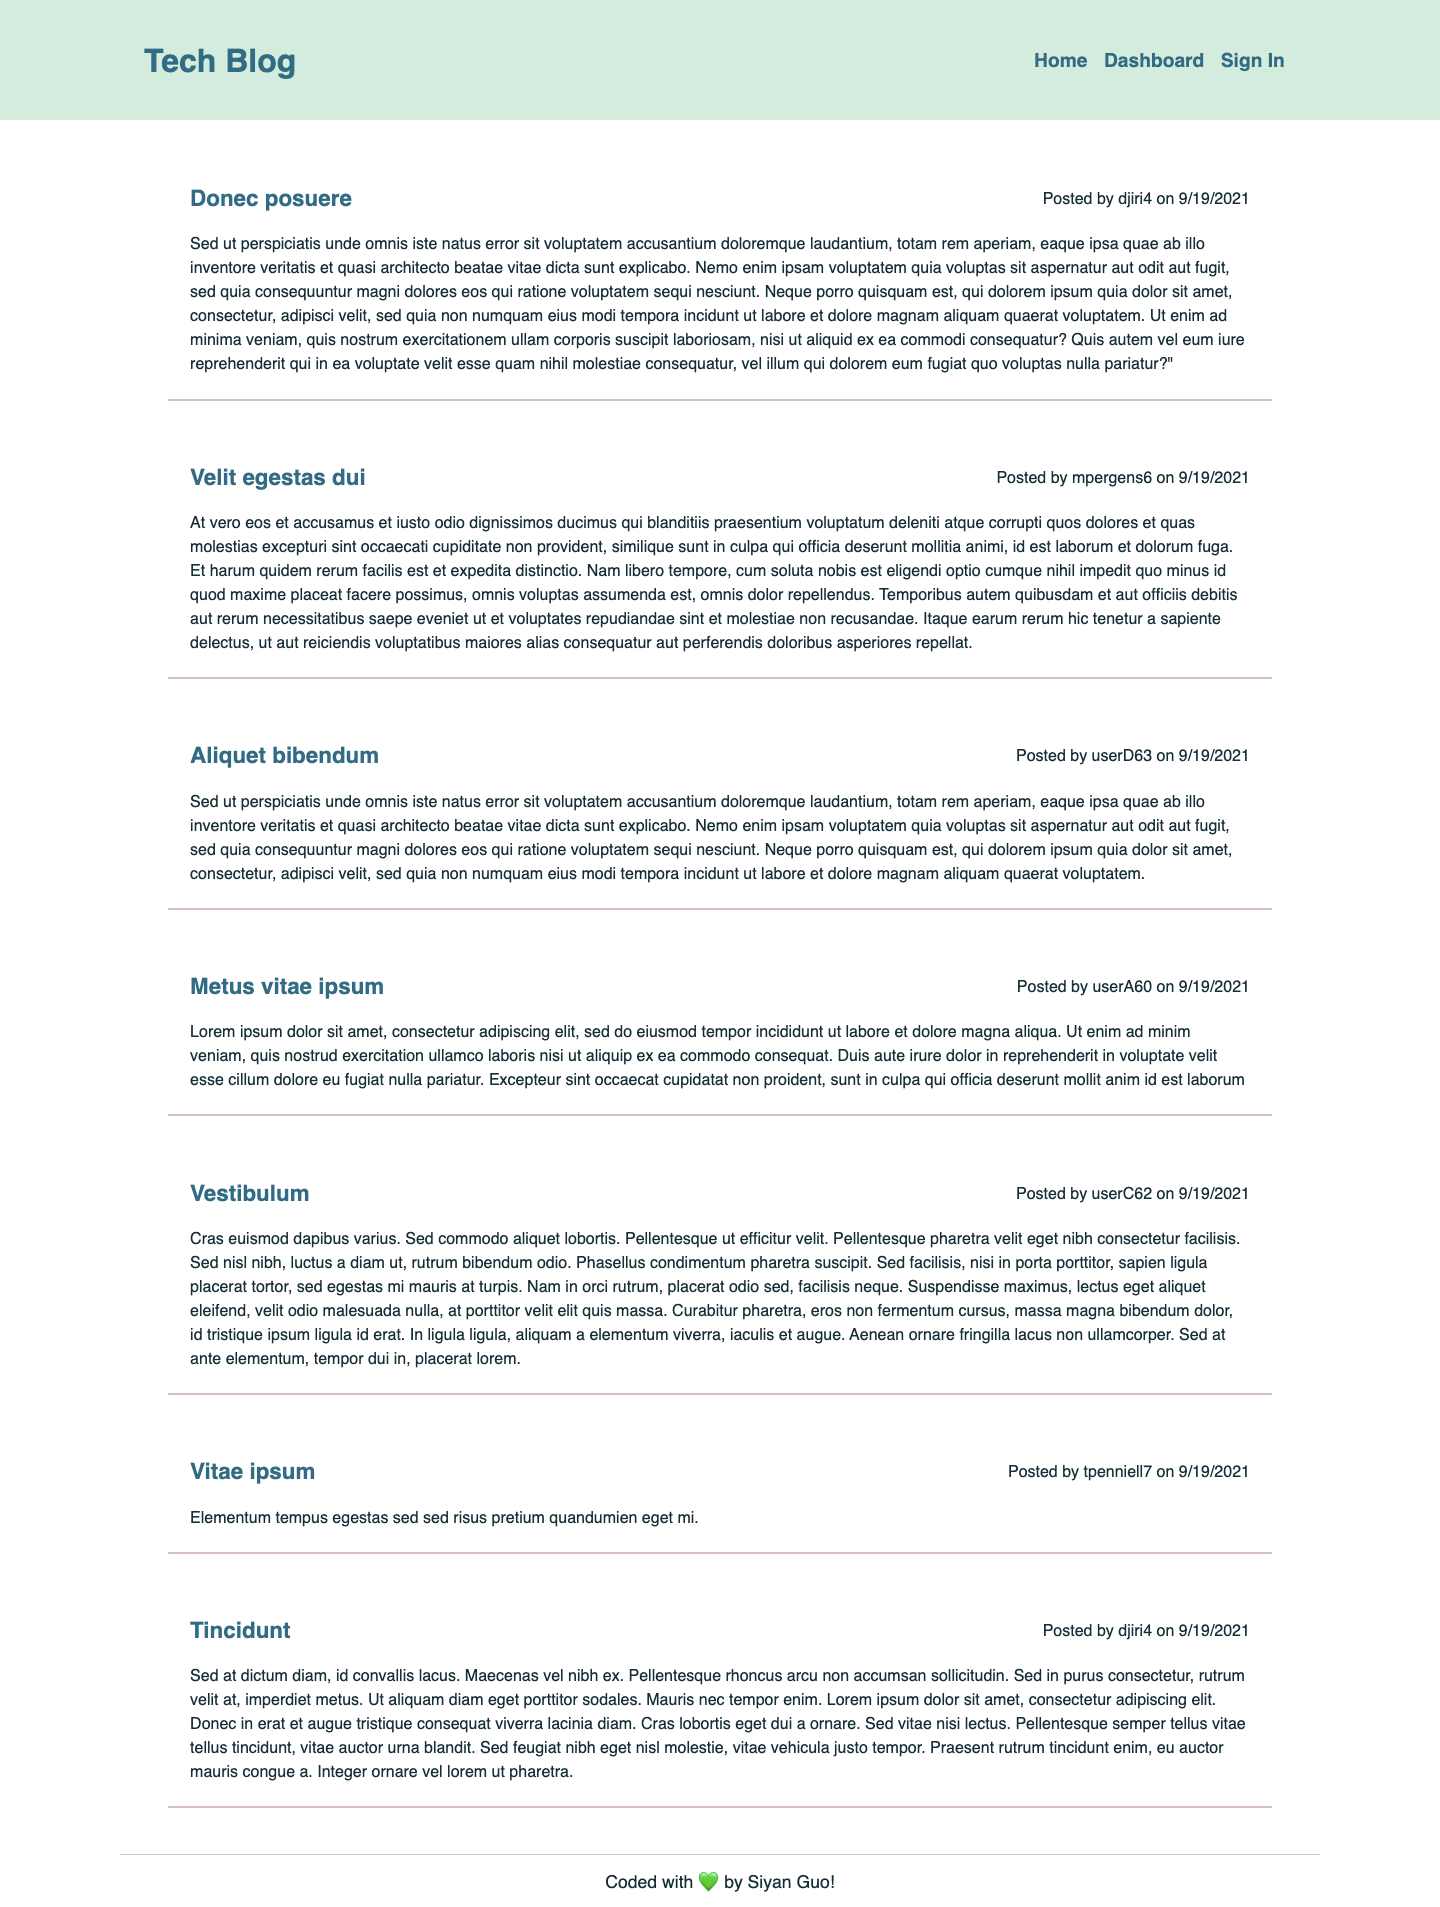 Tech Blog
Home Dashboard Sign In
Donec posuere
Posted by djiri4 on 9/19/2021
Sed ut perspiciatis unde omnis iste natus error sit voluptatem accusantium doloremque laudantium, totam rem aperiam, eaque ipsa quae ab illo
inventore veritatis et quasi architecto beatae vitae dicta sunt explicabo. Nemo enim ipsam voluptatem quia voluptas sit aspernatur aut odit aut fugit,
sed quia consequuntur magni dolores eos qui ratione voluptatem sequi nesciunt. Neque porro quisquam est, qui dolorem ipsum quia dolor sit amet,
consectetur, adipisci velit, sed quia non numquam eius modi tempora incidunt ut labore et dolore magnam aliquam quaerat voluptatem. Ut enim ad
minima veniam, quis nostrum exercitationem ullam corporis suscipit laboriosam, nisi ut aliquid ex ea commodi consequatur? Quis autem vel eum iure
reprehenderit qui in ea voluptate velit esse quam nihil molestiae consequatur, vel illum qui dolorem eum fugiat quo voluptas nulla pariatur?"
Velit egestas dui
Posted by mpergens6 on 9/19/2021
At vero eos et accusamus et iusto odio dignissimos ducimus qui blanditiis praesentium voluptatum deleniti atque corrupti quos dolores et quas
molestias excepturi sint occaecati cupiditate non provident, similique sunt in culpa qui officia deserunt mollitia animi, id est laborum et dolorum fuga.
Et harum quidem rerum facilis est et expedita distinctio. Nam libero tempore, cum soluta nobis est eligendi optio cumque nihil impedit quo minus id
quod maxime placeat facere possimus, omnis voluptas assumenda est, omnis dolor repellendus. Temporibus autem quibusdam et aut officiis debitis
aut rerum necessitatibus saepe eveniet ut et voluptates repudiandae sint et molestiae non recusandae. Itaque earum rerum hic tenetur a sapiente
delectus, ut aut reiciendis voluptatibus maiores alias consequatur aut perferendis doloribus asperiores repellat.
Aliquet bibendum
Posted by userD63 on 9/19/2021
Sed ut perspiciatis unde omnis iste natus error sit voluptatem accusantium doloremque laudantium, totam rem aperiam, eaque ipsa quae ab illo
inventore veritatis et quasi architecto beatae vitae dicta sunt explicabo. Nemo enim ipsam voluptatem quia voluptas sit aspernatur aut odit aut fugit,
sed quia consequuntur magni dolores eos qui ratione voluptatem sequi nesciunt. Neque porro quisquam est, qui dolorem ipsum quia dolor sit amet,
consectetur, adipisci velit, sed quia non numquam eius modi tempora incidunt ut labore et dolore magnam aliquam quaerat voluptatem.
Metus vitae ipsum
Posted by userA60 on 9/19/2021
Lorem ipsum dolor sit amet, consectetur adipiscing elit, sed do eiusmod tempor incididunt ut labore et dolore magna aliqua. Ut enim ad minim
veniam, quis nostrud exercitation ullamco laboris nisi ut aliquip ex ea commodo consequat. Duis aute irure dolor in reprehenderit in voluptate velit
esse cillum dolore eu fugiat nulla pariatur. Excepteur sint occaecat cupidatat non proident, sunt in culpa qui officia deserunt mollit anim id est laborum
Vestibulum
Posted by userC62 on 9/19/2021
Cras euismod dapibus varius. Sed commodo aliquet lobortis. Pellentesque ut efficitur velit. Pellentesque pharetra velit eget nibh consectetur facilisis.
Sed nisl nibh, luctus a diam ut, rutrum bibendum odio. Phasellus condimentum pharetra suscipit. Sed facilisis, nisi in porta porttitor, sapien ligula
placerat tortor, sed egestas mi mauris at turpis. Nam in orci rutrum, placerat odio sed, facilisis neque. Suspendisse maximus, lectus eget aliquet
eleifend, velit odio malesuada nulla, at porttitor velit elit quis massa. Curabitur pharetra, eros non fermentum cursus, massa magna bibendum dolor,
id tristique ipsum ligula id erat. In ligula ligula, aliquam a elementum viverra, iaculis et augue. Aenean ornare fringilla lacus non ullamcorper. Sed at
ante elementum, tempor dui in, placerat lorem.
Vitae ipsum
Posted by tpenniell7 on 9/19/2021
Elementum tempus egestas sed sed risus pretium quandumien eget mi.
Tincidunt
Posted by djiri4 on 9/19/2021
Sed at dictum diam, id convallis lacus. Maecenas vel nibh ex. Pellentesque rhoncus arcu non accumsan sollicitudin. Sed in purus consectetur, rutrum
velit at, imperdiet metus. Ut aliquam diam eget porttitor sodales. Mauris nec tempor enim. Lorem ipsum dolor sit amet, consectetur adipiscing elit.
Donec in erat et augue tristique consequat viverra lacinia diam. Cras lobortis eget dui a ornare. Sed vitae nisi lectus. Pellentesque semper tellus vitae
tellus tincidunt, vitae auctor urna blandit. Sed feugiat nibh eget nisl molestie, vitae vehicula justo tempor. Praesent rutrum tincidunt enim, eu auctor
mauris congue a. Integer ornare vel lorem ut pharetra.
Coded with 💚 by Siyan Guo!